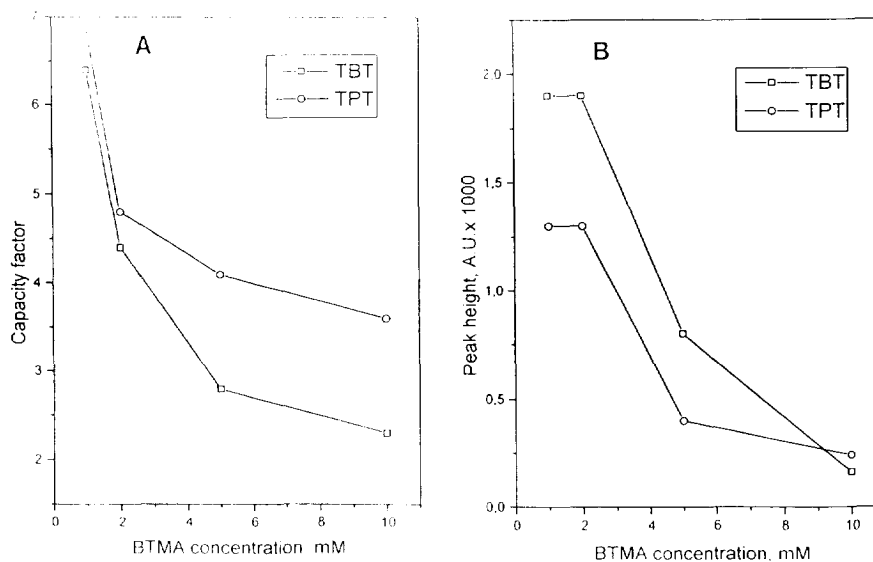 A
TBT
TPT
7
6
5
4
3
2
Capacity factor
0 2 4 6 8 10
BTMA concentration mM
B
TBT
TPT
2.0
1.5
1.0
0.5
0.0
Peak height, A.U. x 1000
0 2 4 6 8 10
BTMA concentration, mM